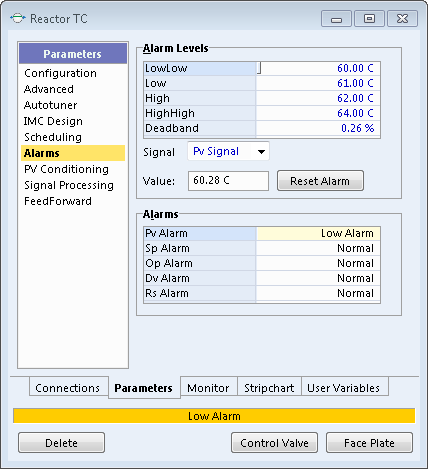 Reactor TC
Parameters
Configuration
Advanced
Autotuner
IMC Design
Scheduling
Alarms
PV Conditioning
Signal Processing
FeedForward
Alarm Levels
LowLow 60.00 C
Low 61.00 C
High 62.00 C
HighHigh 64.00 C
Deadband 0.26 %
Signal Pv Signal
Value: 60.28 C Reset Alarm
Alarms
Pv Alarm Low Alarm
Sp Alarm Normal
Op Alarm Normal
Dv Alarm Normal
Rs Alarm Normal
Connections Parameters Monitor Stripchart User Variables
Low Alarm
Delete Control Valve Face Plate